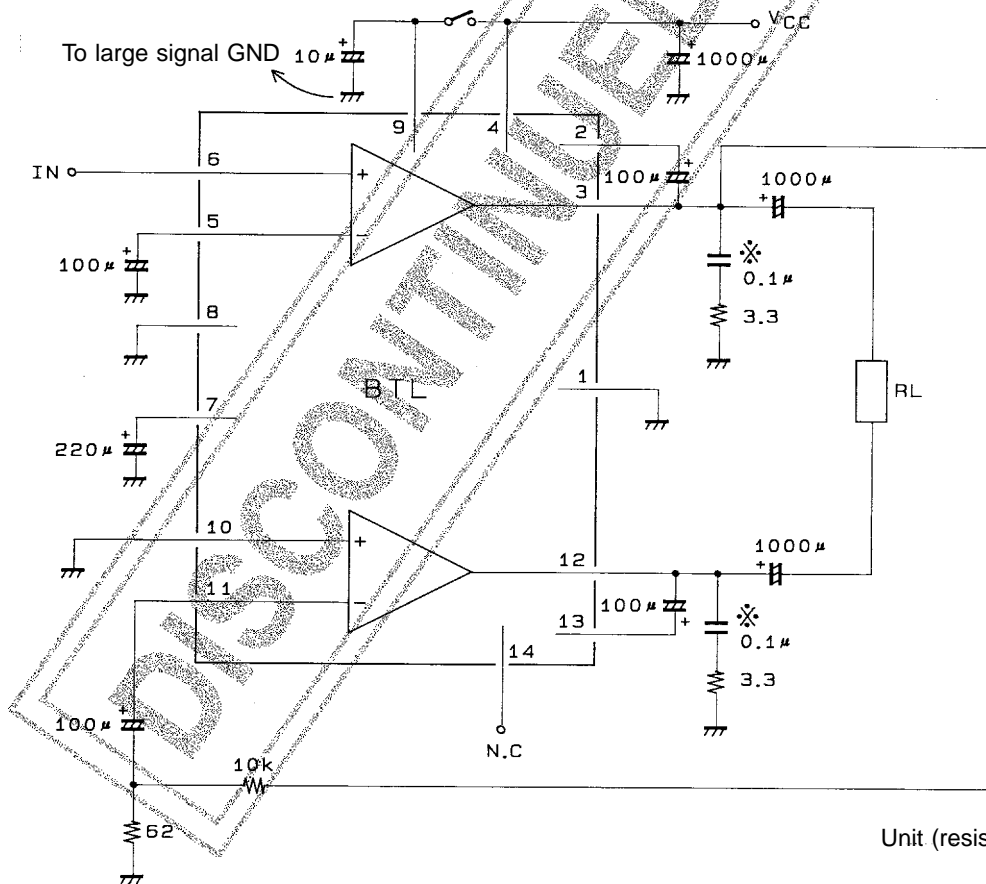 VCC
To large signal GND
10μ
1000μ
9
4
2
IN
6
100μ
3
1000μ
5
100μ
※
0.1μ
3.3
8
1
BTL
RL
7
220μ
10
12
1000μ
11
100μ
※
0.1μ
13
14
3.3
100μ
N.C
10k
62
Unit (resis
DISCONTINUE